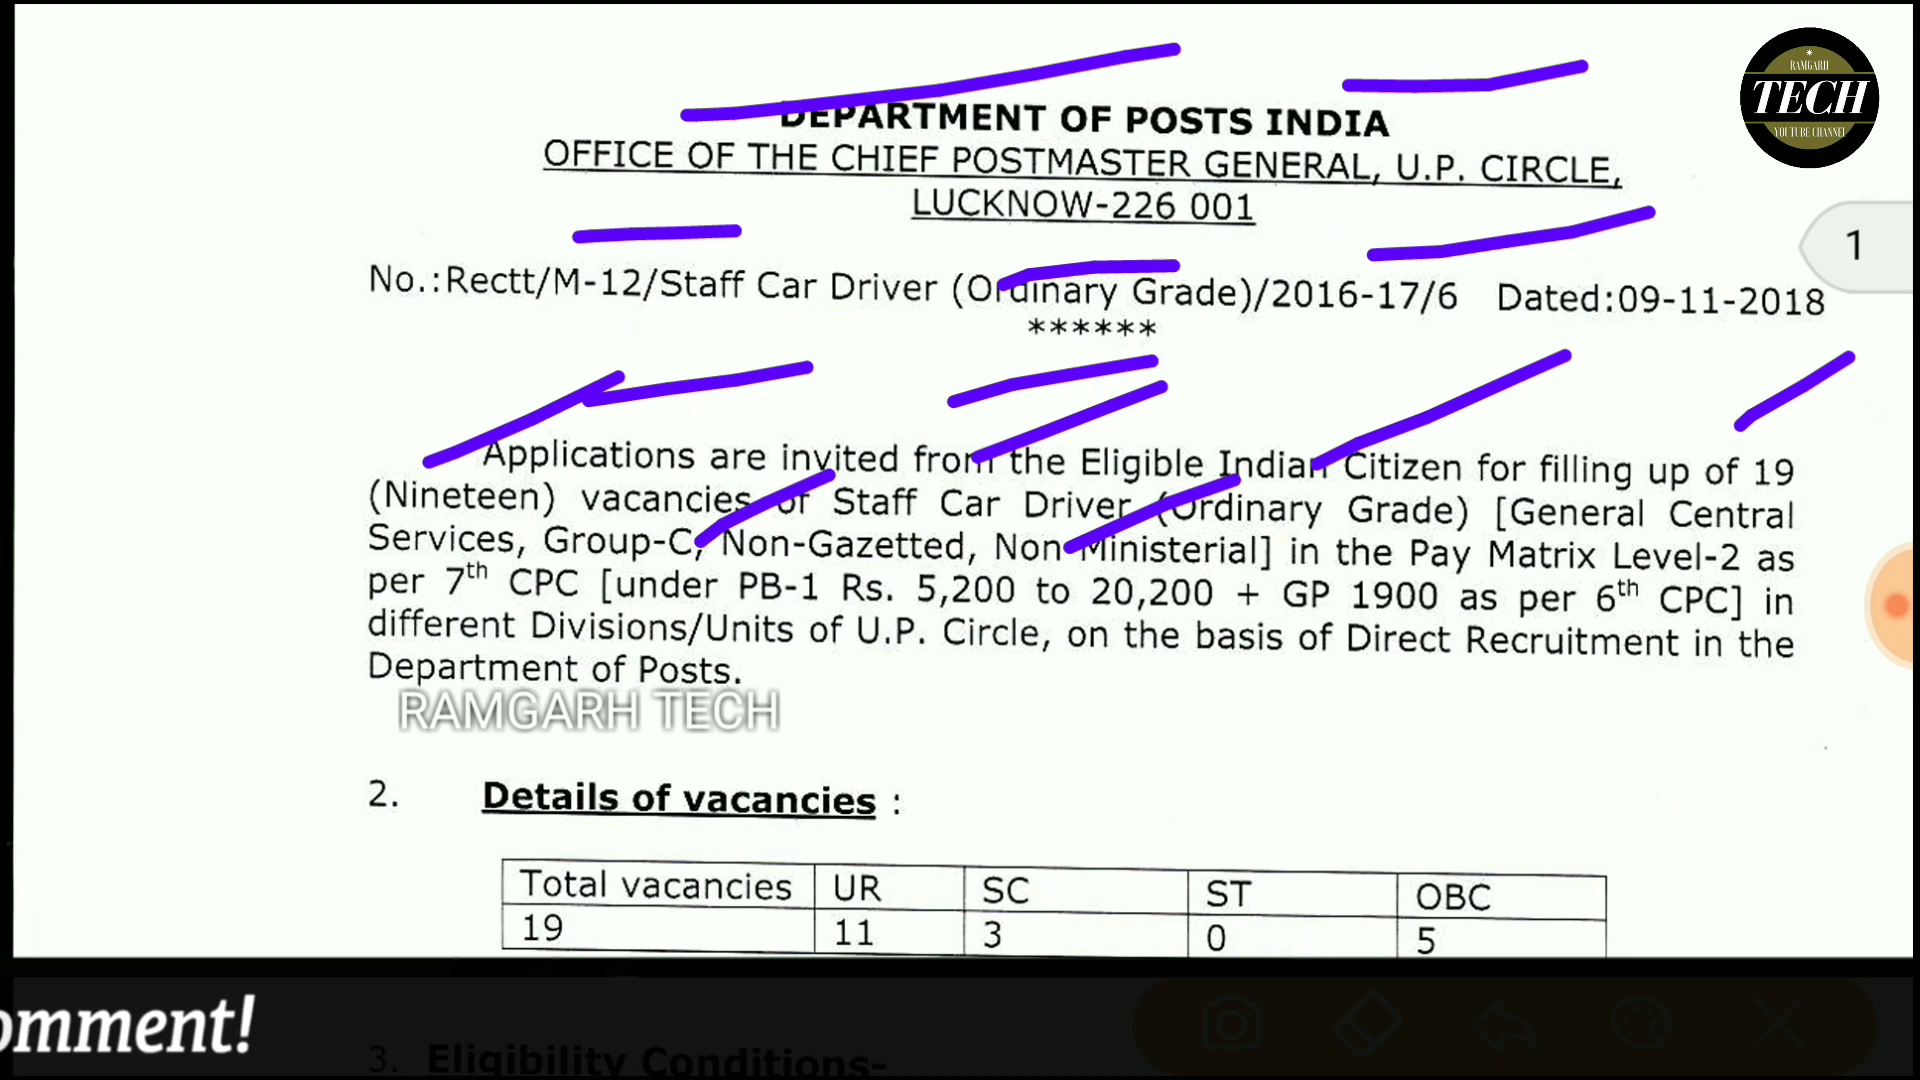 RAMGARH
TECH
YOUTUBE CHANNEL
DEPARTMENT OF POSTS INDIA
OFFICE OF THE CHIEF POSTMASTER GENERAL, U.P. CIRCLE,
LUCKNOW-226 001
1
No.:Rectt/M-12/Staff Car Driver (Ordinary Grade)/2016-17/6 Dated:09-11-2018
******
Applications are invited from the Eligible Indian Citizen for filling up of 19
(Nineteen) vacancies of Staff Car Driver (Ordinary Grade) [General Central
Services, Group-C, Non-Gazetted, Non-Ministerial] in the Pay Matrix Level-2 as
per 7th CPC [under PB-1 Rs. 5,200 to 20,200 + GP 1900 as per 6th CPC] in
different Divisions/Units of U.P. Circle, on the basis of Direct Recruitment in the
Department of Posts.
RAMGARH TECH
2. Details of vacancies :
Total vacancies UR SC ST OBC
19 11 3 0 5
omment!
3. Eligibility Conditions-